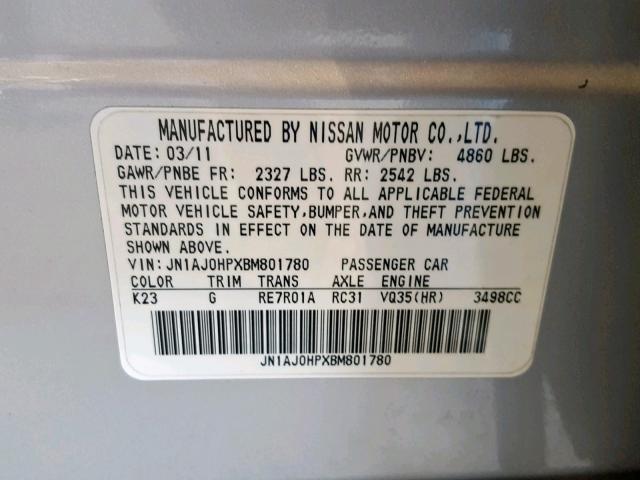 MANUFACTURED BY NISSAN MOTOR CO.,LTD.
DATE: 03/11 GVWR/PNBV: 4860 LBS.
GAWR/PNBE FR: 2327 LBS. RR: 2542 LBS.
THIS VEHICLE CONFORMS TO ALL APPLICABLE FEDERAL
MOTOR VEHICLE SAFETY,BUMPER,AND THEFT PREVENTION
STANDARDS IN EFFECT ON THE DATE OF MANUFACTURE
SHOWN ABOVE.
VIN: JN1AJ0HPXBM801780 PASSENGER CAR
COLOR TRIM TRANS AXLE ENGINE
K23 G RE7R01A RC31 VQ35(HR) 3498CC
JN1AJ0HPXBM801780